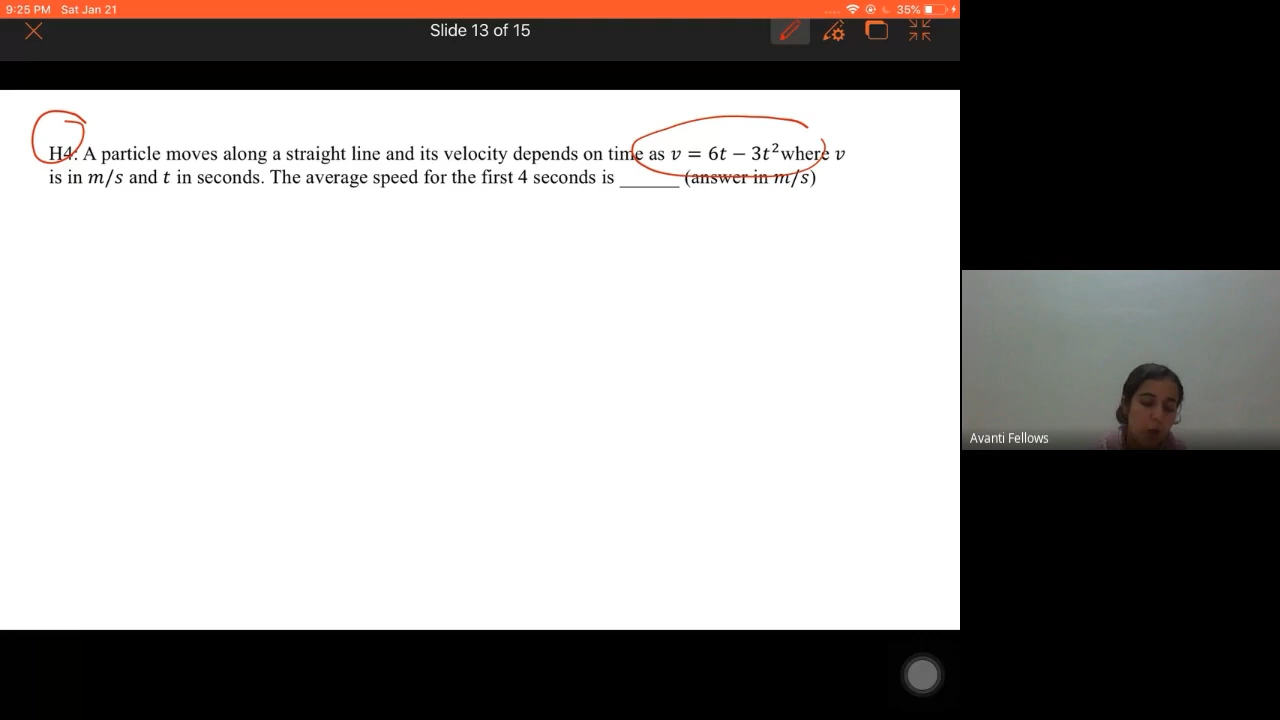 9:25 PM Sat Jan 21
35%
Slide 13 of 15
H4: A particle moves along a straight line and its velocity depends on time as v = 6t − 3t² where v
is in m/s and t in seconds. The average speed for the first 4 seconds is ______ (answer in m/s)
Avanti Fellows